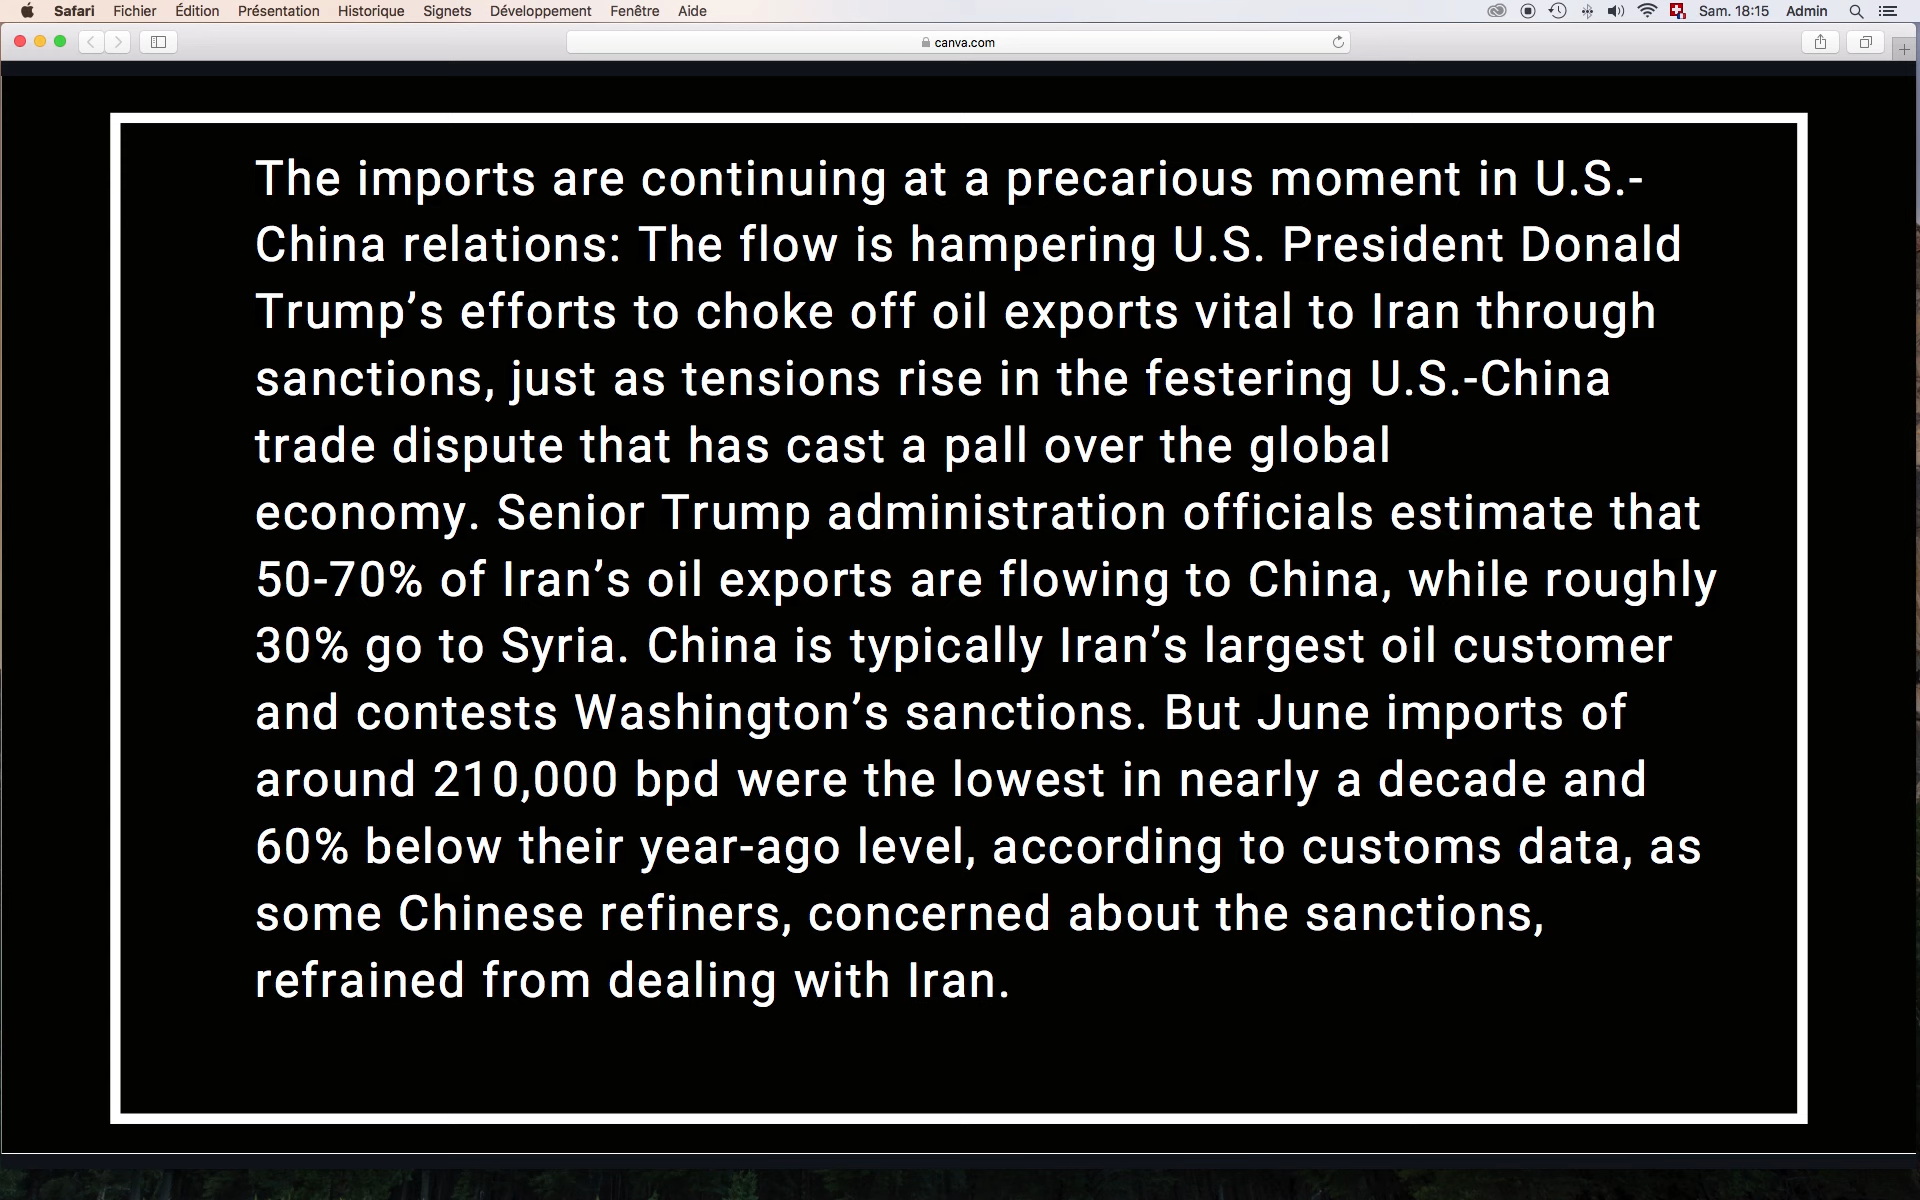 Safari Fichier Édition Présentation Historique Signets Développement Fenêtre Aide Sam. 18:15 Admin
canva.com
The imports are continuing at a precarious moment in U.S.-
China relations: The flow is hampering U.S. President Donald
Trump’s efforts to choke off oil exports vital to Iran through
sanctions, just as tensions rise in the festering U.S.-China
trade dispute that has cast a pall over the global
economy. Senior Trump administration officials estimate that
50-70% of Iran’s oil exports are flowing to China, while roughly
30% go to Syria. China is typically Iran’s largest oil customer
and contests Washington’s sanctions. But June imports of
around 210,000 bpd were the lowest in nearly a decade and
60% below their year-ago level, according to customs data, as
some Chinese refiners, concerned about the sanctions,
refrained from dealing with Iran.